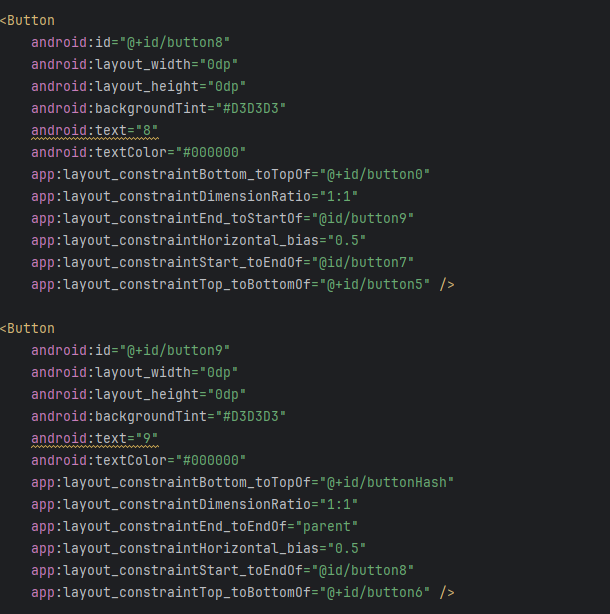 <Button
android:id="@+id/button8"
android:layout_width="0dp"
android:layout_height="0dp"
android:backgroundTint="#D3D3D3"
android:text="8"
android:textColor="#000000"
app:layout_constraintBottom_toTopOf="@+id/button0"
app:layout_constraintDimensionRatio="1:1"
app:layout_constraintEnd_toStartOf="@id/button9"
app:layout_constraintHorizontal_bias="0.5"
app:layout_constraintStart_toEndOf="@id/button7"
app:layout_constraintTop_toBottomOf="@+id/button5" />
<Button
android:id="@+id/button9"
android:layout_width="0dp"
android:layout_height="0dp"
android:backgroundTint="#D3D3D3"
android:text="9"
android:textColor="#000000"
app:layout_constraintBottom_toTopOf="@+id/buttonHash"
app:layout_constraintDimensionRatio="1:1"
app:layout_constraintEnd_toEndOf="parent"
app:layout_constraintHorizontal_bias="0.5"
app:layout_constraintStart_toEndOf="@id/button8"
app:layout_constraintTop_toBottomOf="@+id/button6" />